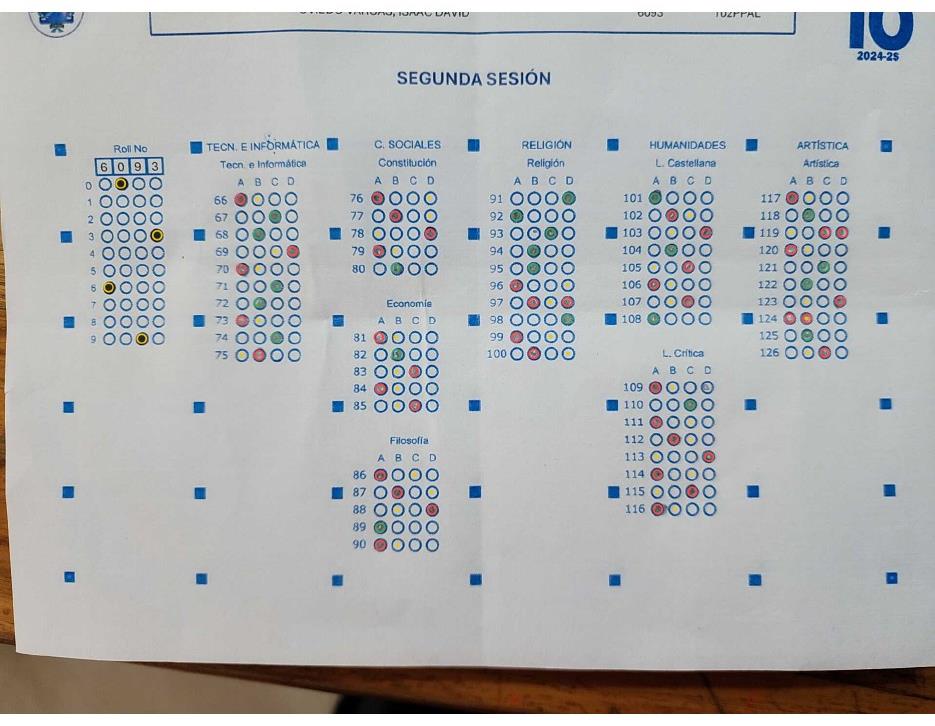 OVIEDO VARGAS, ISAAC DAVID 6093 102PPAL
10
2024-25
SEGUNDA SESIÓN
Roll No
6 0 9 3
0
1
2
3
4
5
6
7
8
9
TECN. E INFORMÁTICA
Tecn. e Informática
A B C D
66
67
68
69
70
71
72
73
74
75
C. SOCIALES
Constitución
A B C D
76
77
78
79
80
Economía
A B C D
81
82
83
84
85
Filosofía
A B C D
86
87
88
89
90
RELIGIÓN
Religión
A B C D
91
92
93
94
95
96
97
98
99
100
HUMANIDADES
L. Castellana
A B C D
101
102
103
104
105
106
107
108
L. Crítica
A B C D
109
110
111
112
113
114
115
116
ARTÍSTICA
Artística
A B C D
117
118
119
120
121
122
123
124
125
126